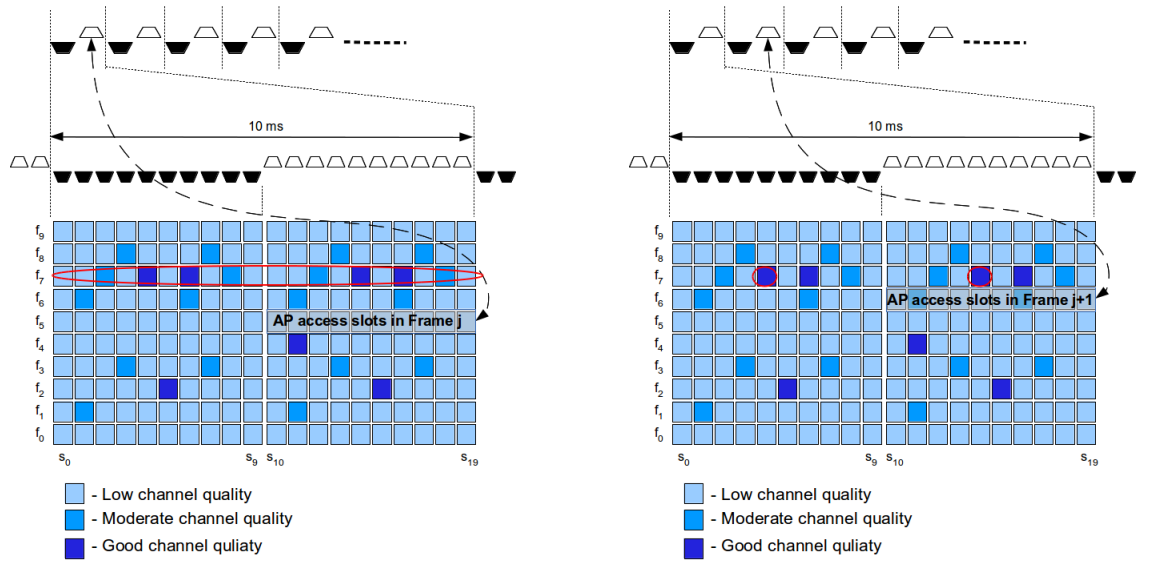 10 ms
f9
f8
f7
f6
f5
AP access slots in Frame j
f4
f3
f2
f1
f0
s0
s9
s10
s19
- Low channel quality
- Moderate channel quality
- Good channel quliaty
10 ms
f9
f8
f7
f6
AP access slots in Frame j+1
f5
f4
f3
f2
f1
f0
s0
s9
s10
s19
- Low channel quality
- Moderate channel quality
- Good channel quliaty